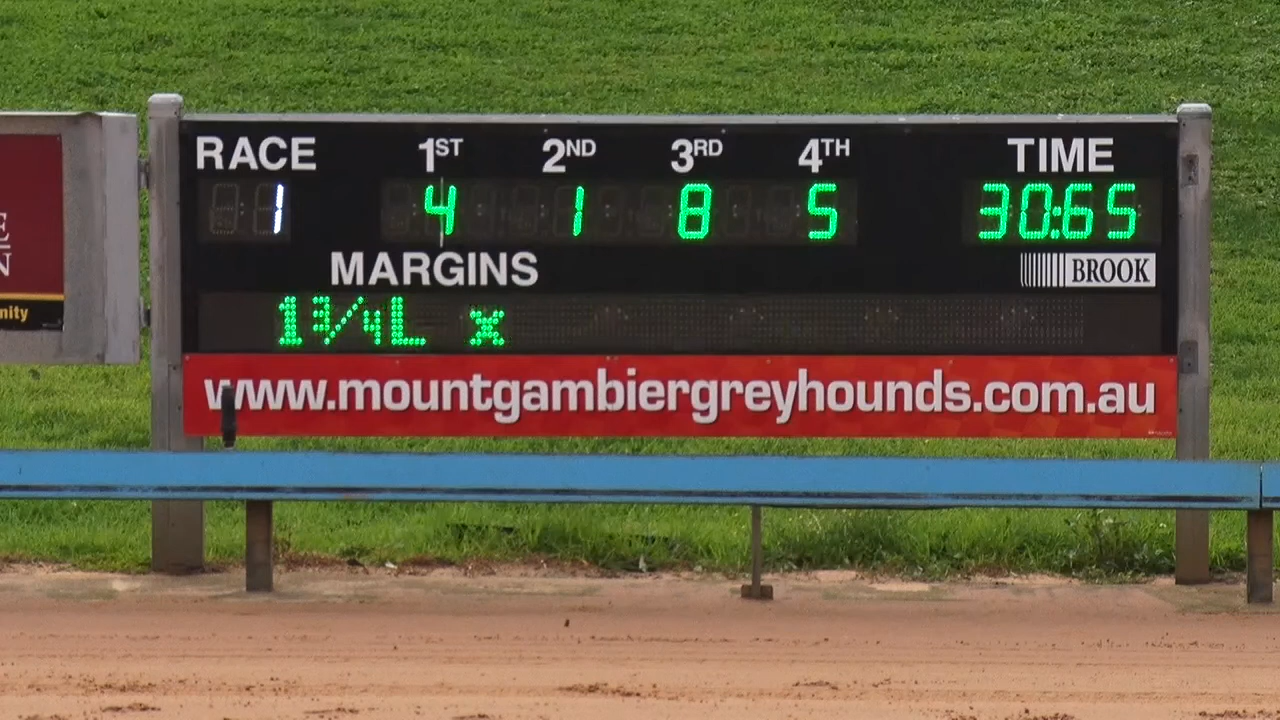 RACE 1ST 2ND 3RD 4TH TIME
1 4 1 8 5 30:65
MARGINS
BROOK
1¾L x
www.mountgambiergreyhounds.com.au
E
N
nity